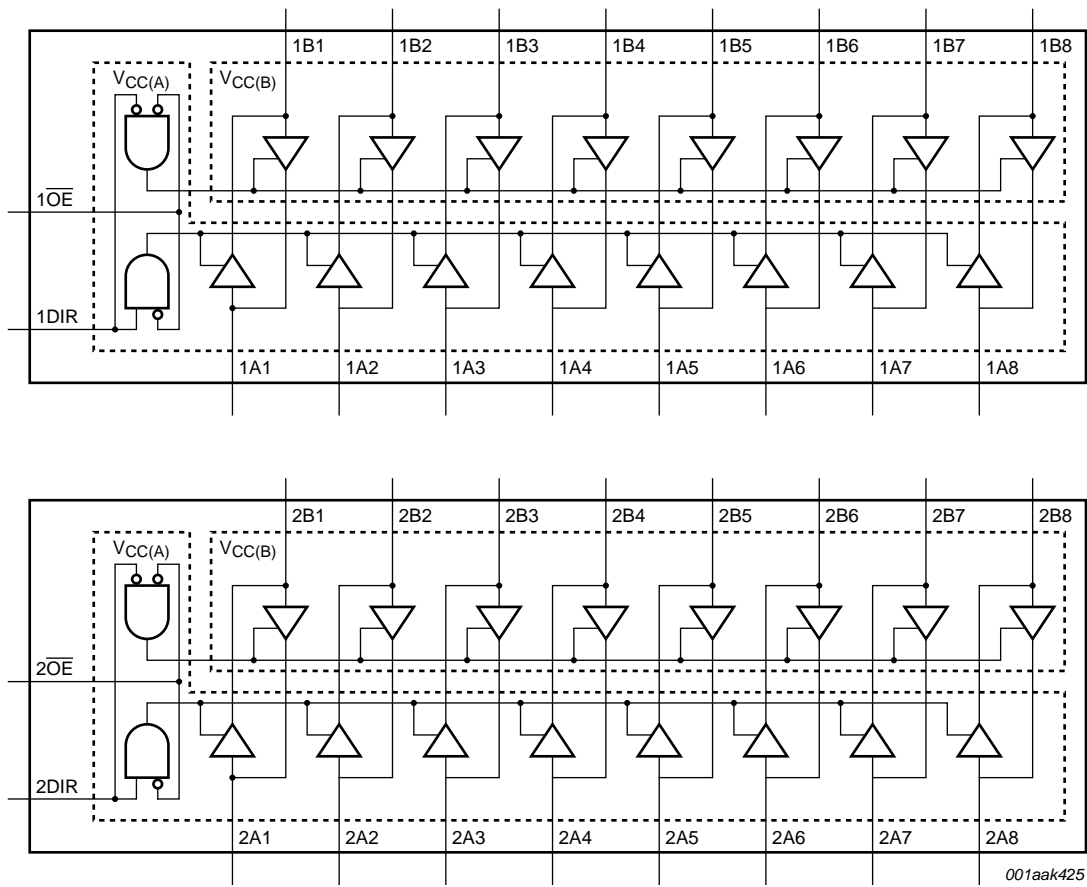 1B1 1B2 1B3 1B4 1B5 1B6 1B7 1B8
VCC(A) VCC(B)
1O̅E̅
1DIR
1A1 1A2 1A3 1A4 1A5 1A6 1A7 1A8
2B1 2B2 2B3 2B4 2B5 2B6 2B7 2B8
VCC(A) VCC(B)
2O̅E̅
2DIR
2A1 2A2 2A3 2A4 2A5 2A6 2A7 2A8
001aak425